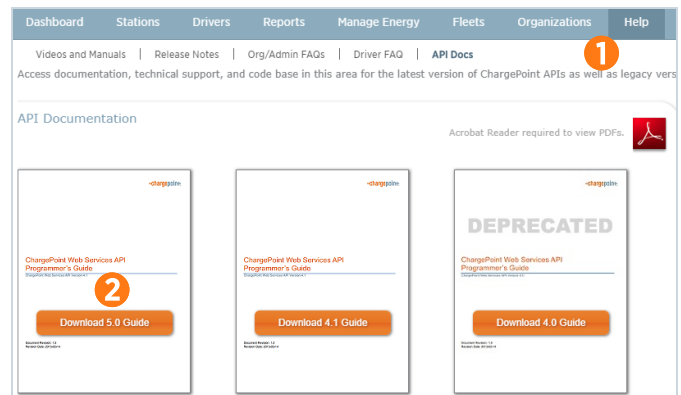 Dashboard Stations Drivers Reports Manage Energy Fleets Organizations Help
1
Videos and Manuals | Release Notes | Org/Admin FAQs | Driver FAQ | API Docs
Access documentation, technical support, and code base in this area for the latest version of ChargePoint APIs as well as legacy vers
API Documentation
Acrobat Reader required to view PDFs.
-chargepoin+
ChargePoint Web Services API
Programmer's Guide
2
Download 5.0 Guide
-chargepoin+
ChargePoint Web Services API
Programmer's Guide
Download 4.1 Guide
-chargepoin+
DEPRECATED
ChargePoint Web Services API
Programmer's Guide
Download 4.0 Guide